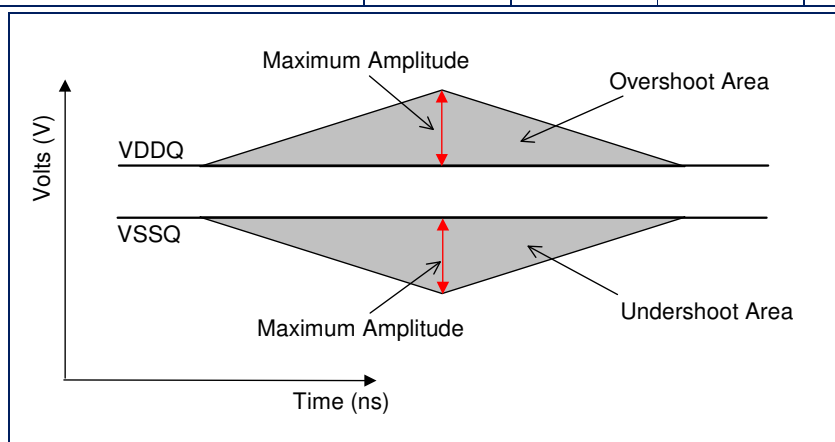 Maximum Amplitude
Overshoot Area
Volts (V)
VDDQ
VSSQ
Undershoot Area
Maximum Amplitude
Time (ns)